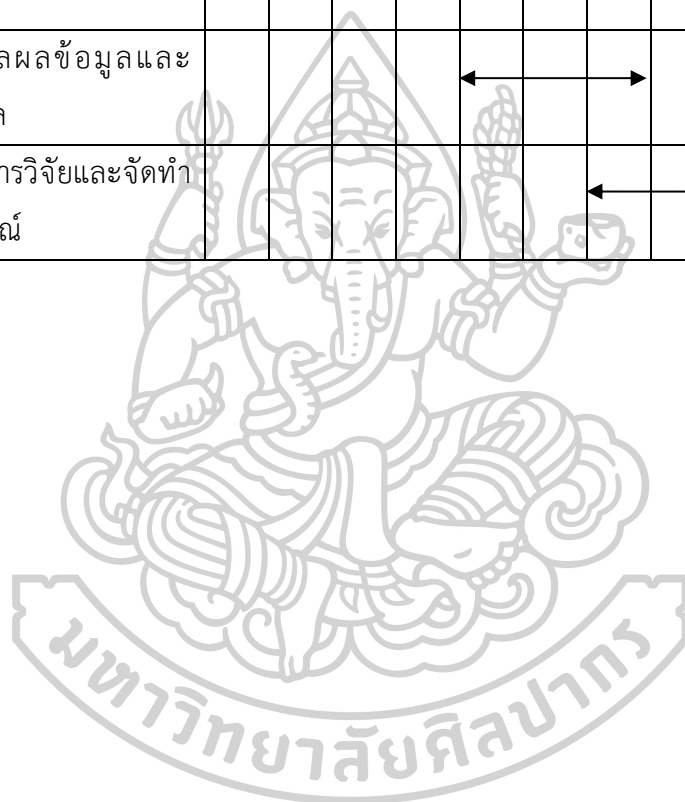 ลผลข้อมูลและ
ล
ารวิจัยและจัดทำ
ณ์
มหาวิทยาลัยศิลปากร